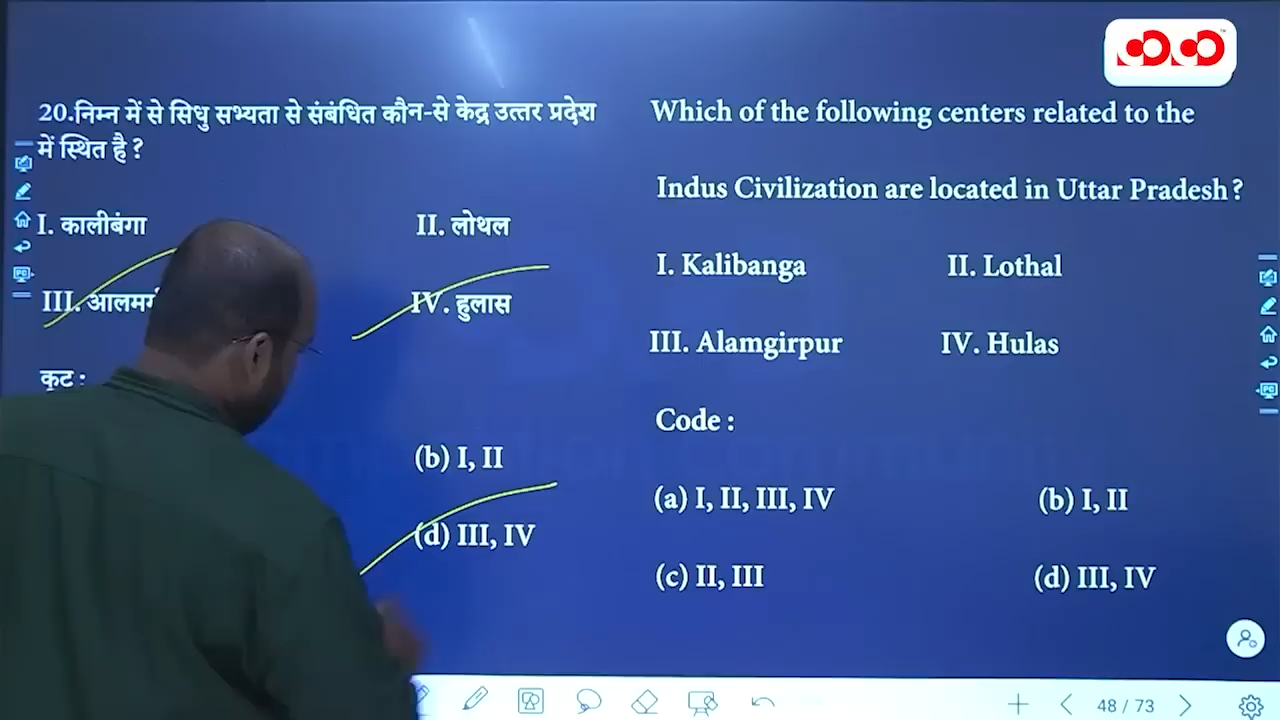 20.निम्न में से सिधु सभ्यता से संबंधित कौन-से केद्र उत्तर प्रदेश
में स्थित है ?
I. कालीबंगा
II. लोथल
III.
IV. हुलास
कूट :
(b) I, II
(d) III, IV
Which of the following centers related to the
Indus Civilization are located in Uttar Pradesh ?
I. Kalibanga
II. Lothal
III. Alamgirpur
IV. Hulas
Code :
(a) I, II, III, IV
(b) I, II
(c) II, III
(d) III, IV
48 / 73